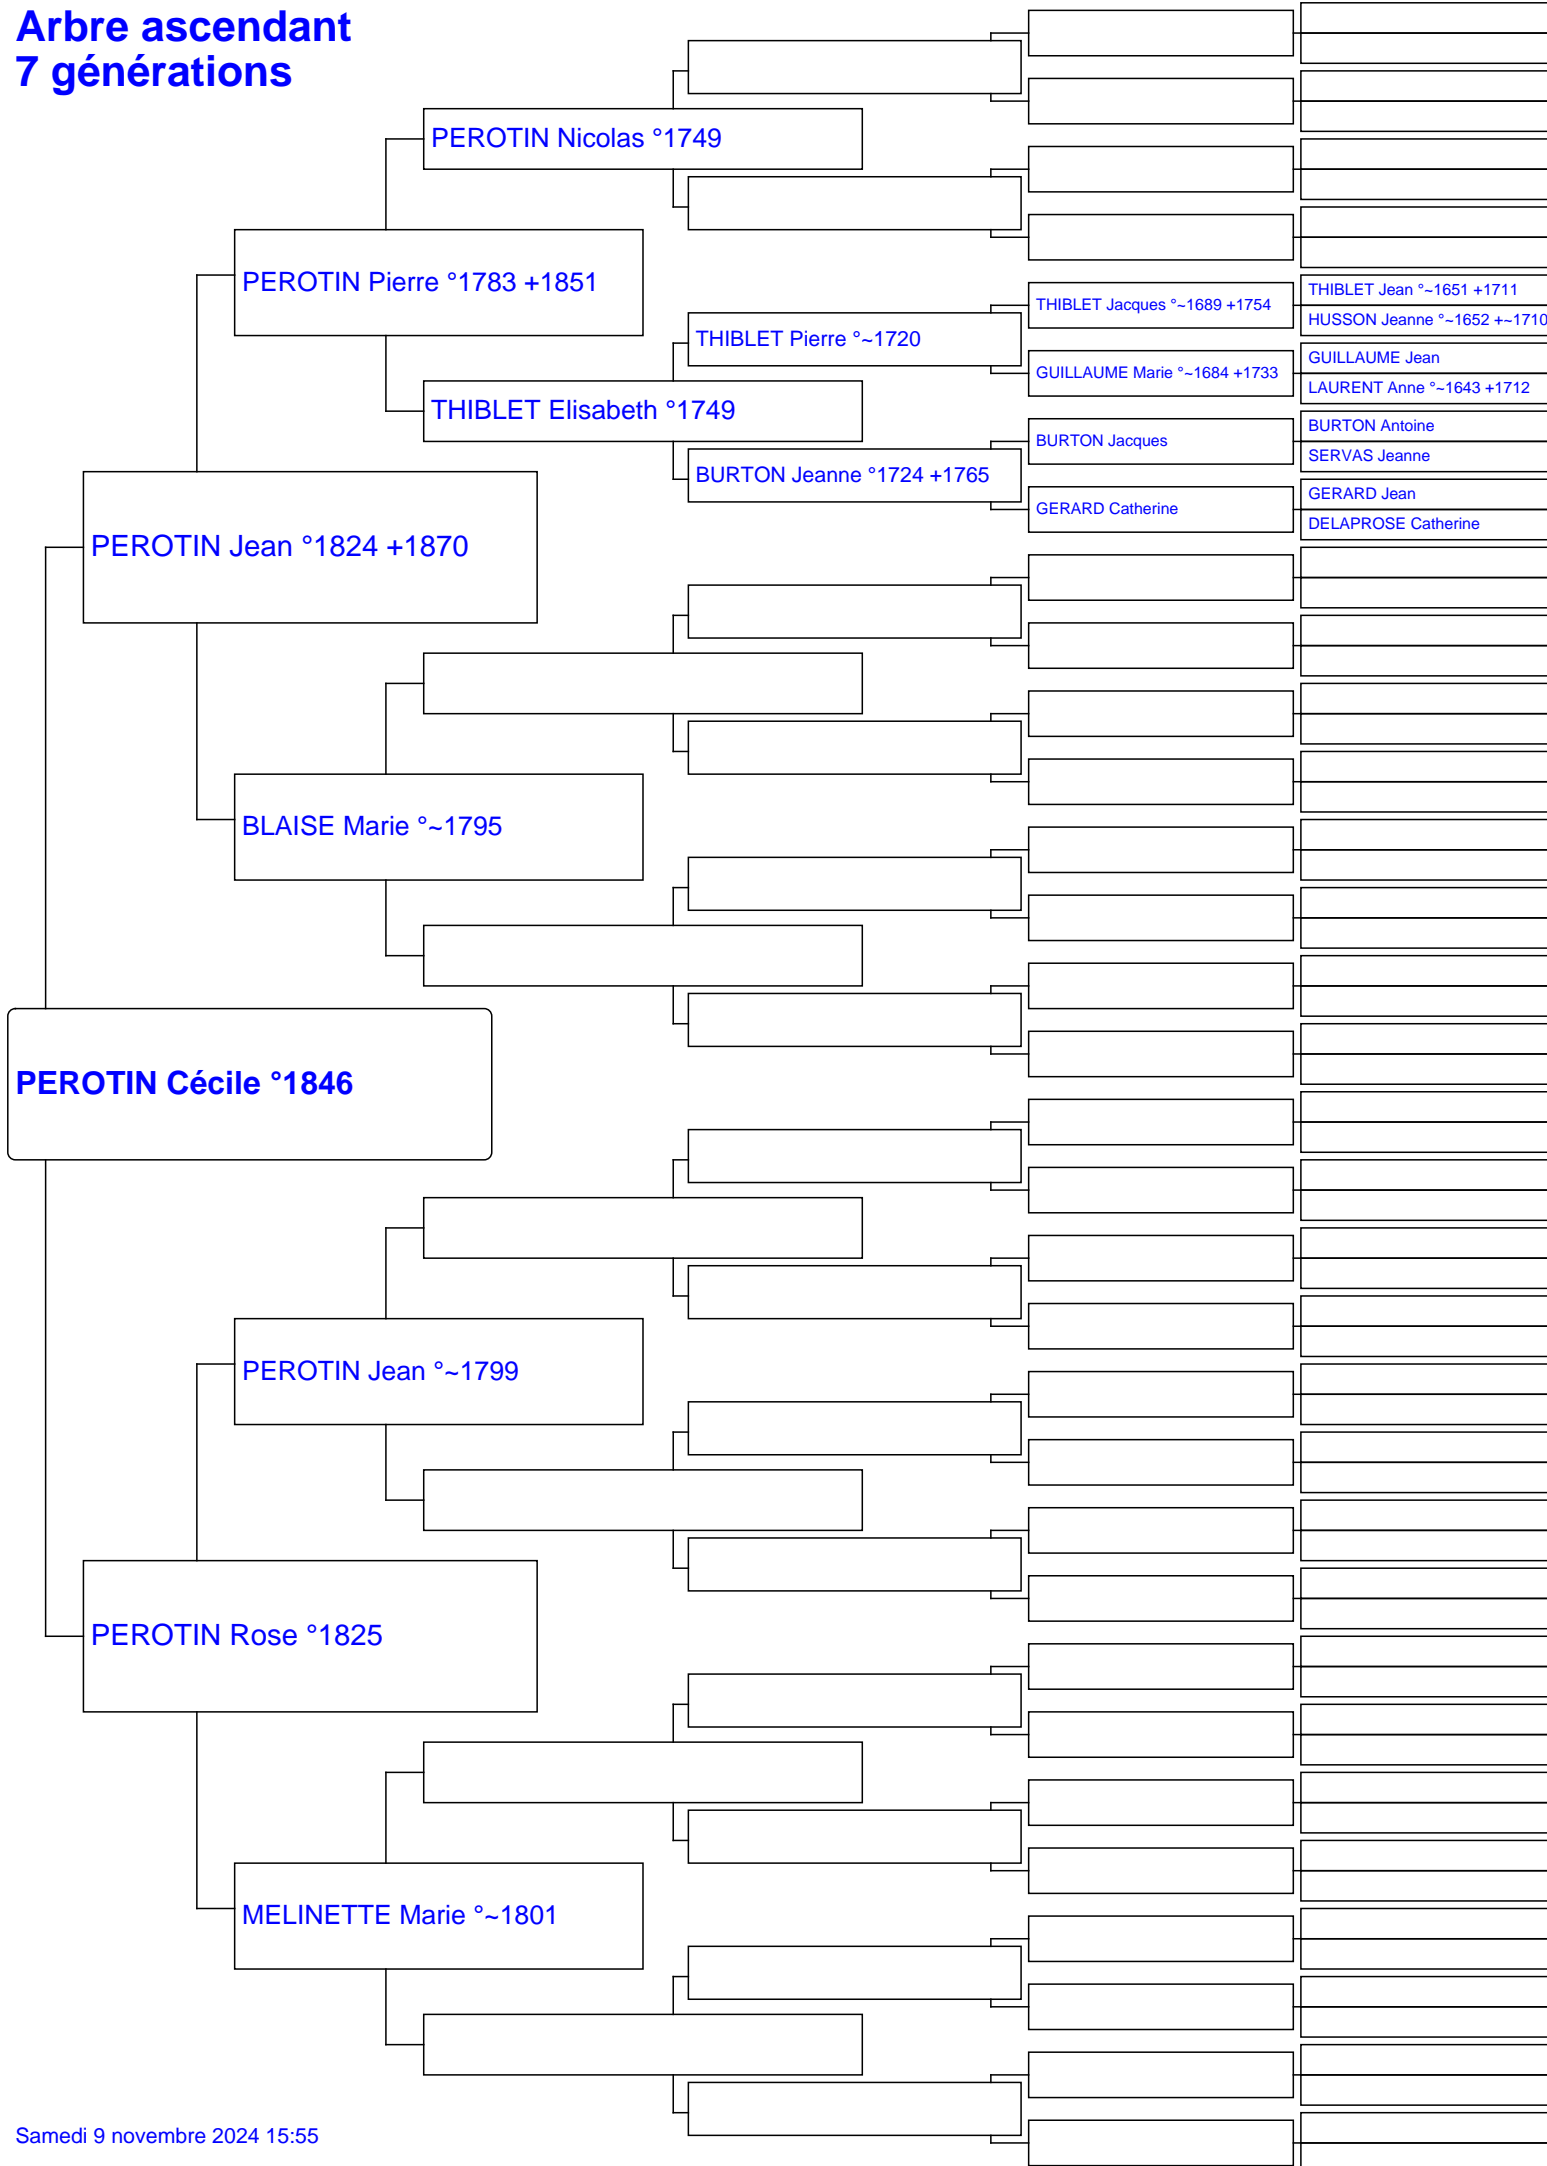 Arbre ascendant
7 générations
PEROTIN Nicolas °1749
PEROTIN Pierre °1783 +1851
THIBLET Jean °~1651 +1711
THIBLET Jacques °~1689 +1754
HUSSON Jeanne °~1652 +~1710
THIBLET Pierre °~1720
GUILLAUME Jean
GUILLAUME Marie °~1684 +1733
LAURENT Anne °~1643 +1712
THIBLET Elisabeth °1749
BURTON Antoine
BURTON Jacques
SERVAS Jeanne
BURTON Jeanne °1724 +1765
GERARD Jean
GERARD Catherine
DELAPROSE Catherine
PEROTIN Jean °1824 +1870
BLAISE Marie °~1795
PEROTIN Cécile °1846
PEROTIN Jean °~1799
PEROTIN Rose °1825
MELINETTE Marie °~1801
Samedi 9 novembre 2024 15:55